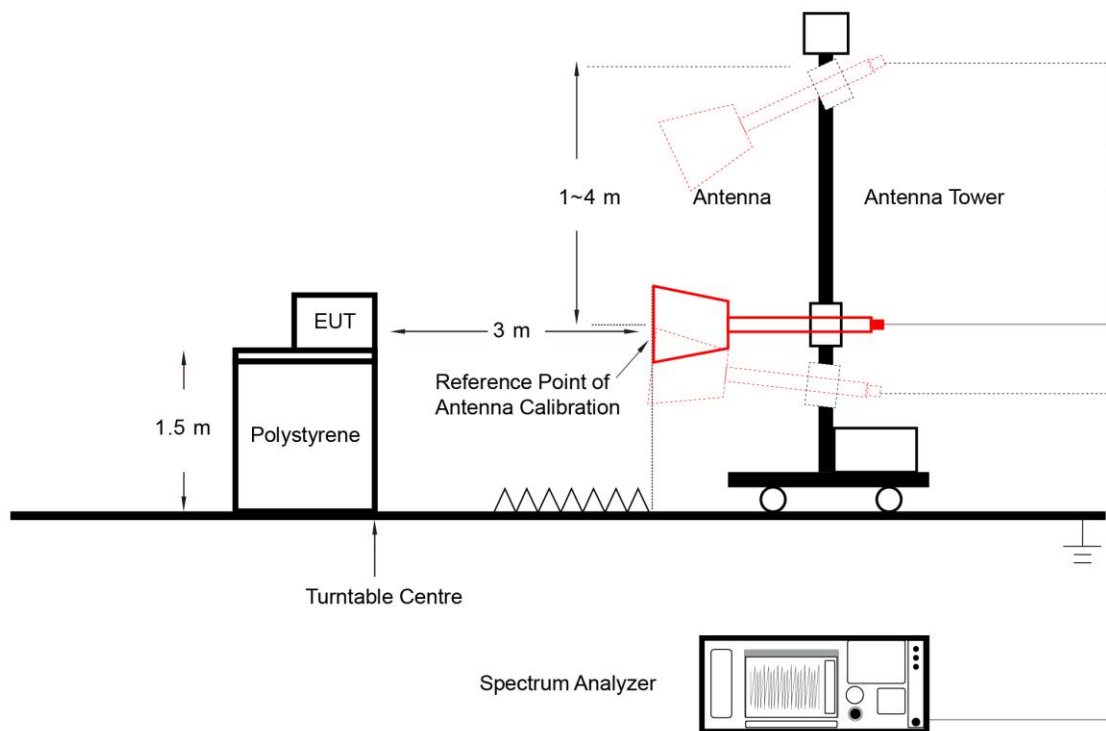 1~4 m
Antenna
Antenna Tower
EUT
3 m
Reference Point of
Antenna Calibration
1.5 m
Polystyrene
Turntable Centre
Spectrum Analyzer